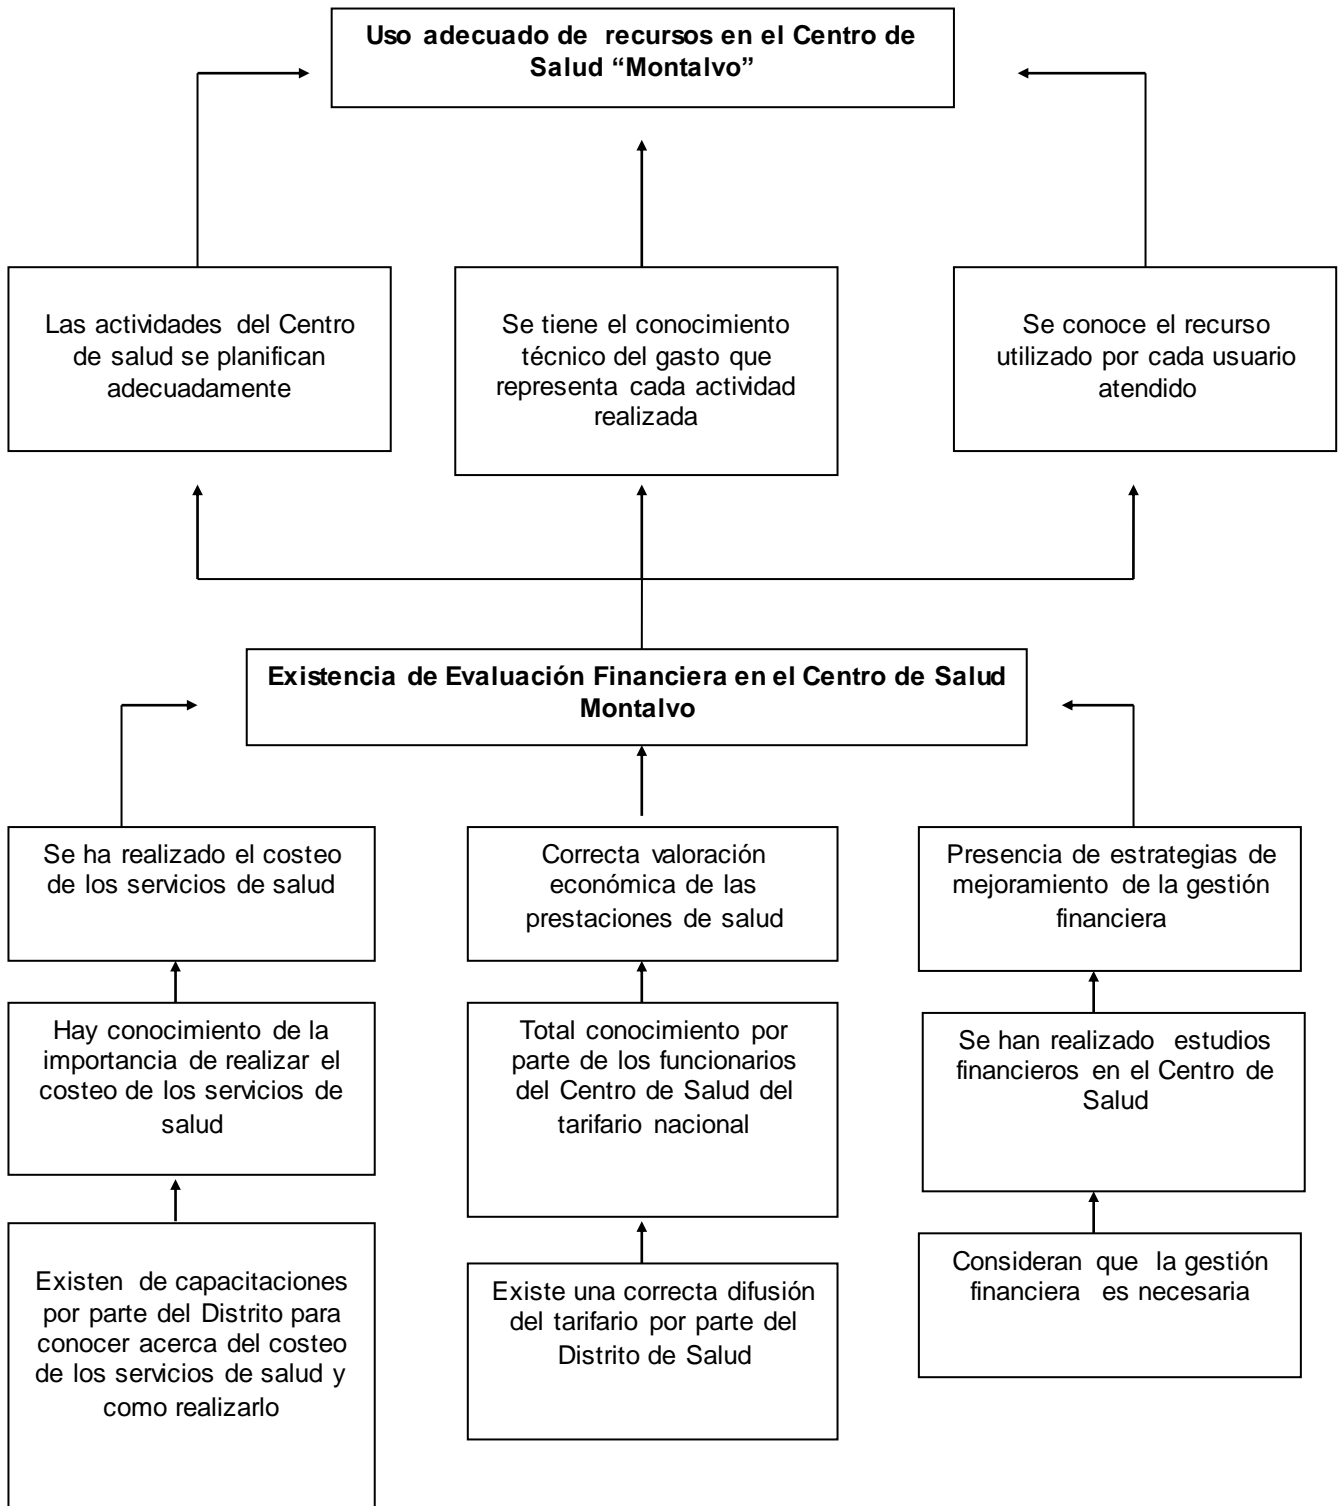 Uso adecuado de recursos en el Centro de
Salud “Montalvo”
Las actividades del Centro
de salud se planifican
adecuadamente
Se tiene el conocimiento
técnico del gasto que
representa cada actividad
realizada
Se conoce el recurso
utilizado por cada usuario
atendido
Existencia de Evaluación Financiera en el Centro de Salud
Montalvo
Se ha realizado el costeo
de los servicios de salud
Correcta valoración
económica de las
prestaciones de salud
Presencia de estrategias de
mejoramiento de la gestión
financiera
Hay conocimiento de la
importancia de realizar el
costeo de los servicios de
salud
Total conocimiento por
parte de los funcionarios
del Centro de Salud del
tarifario nacional
Se han realizado estudios
financieros en el Centro de
Salud
Existen de capacitaciones
por parte del Distrito para
conocer acerca del costeo
de los servicios de salud y
como realizarlo
Existe una correcta difusión
del tarifario por parte del
Distrito de Salud
Consideran que la gestión
financiera es necesaria